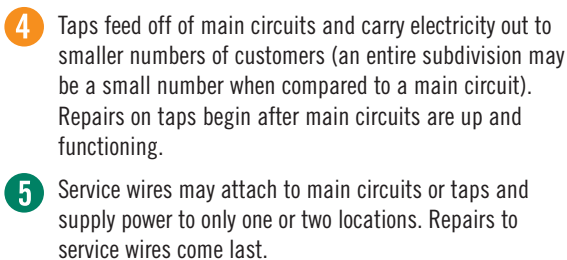 4 Taps feed off of main circuits and carry electricity out to
smaller numbers of customers (an entire subdivision may
be a small number when compared to a main circuit).
Repairs on taps begin after main circuits are up and
functioning.
5 Service wires may attach to main circuits or taps and
supply power to only one or two locations. Repairs to
service wires come last.